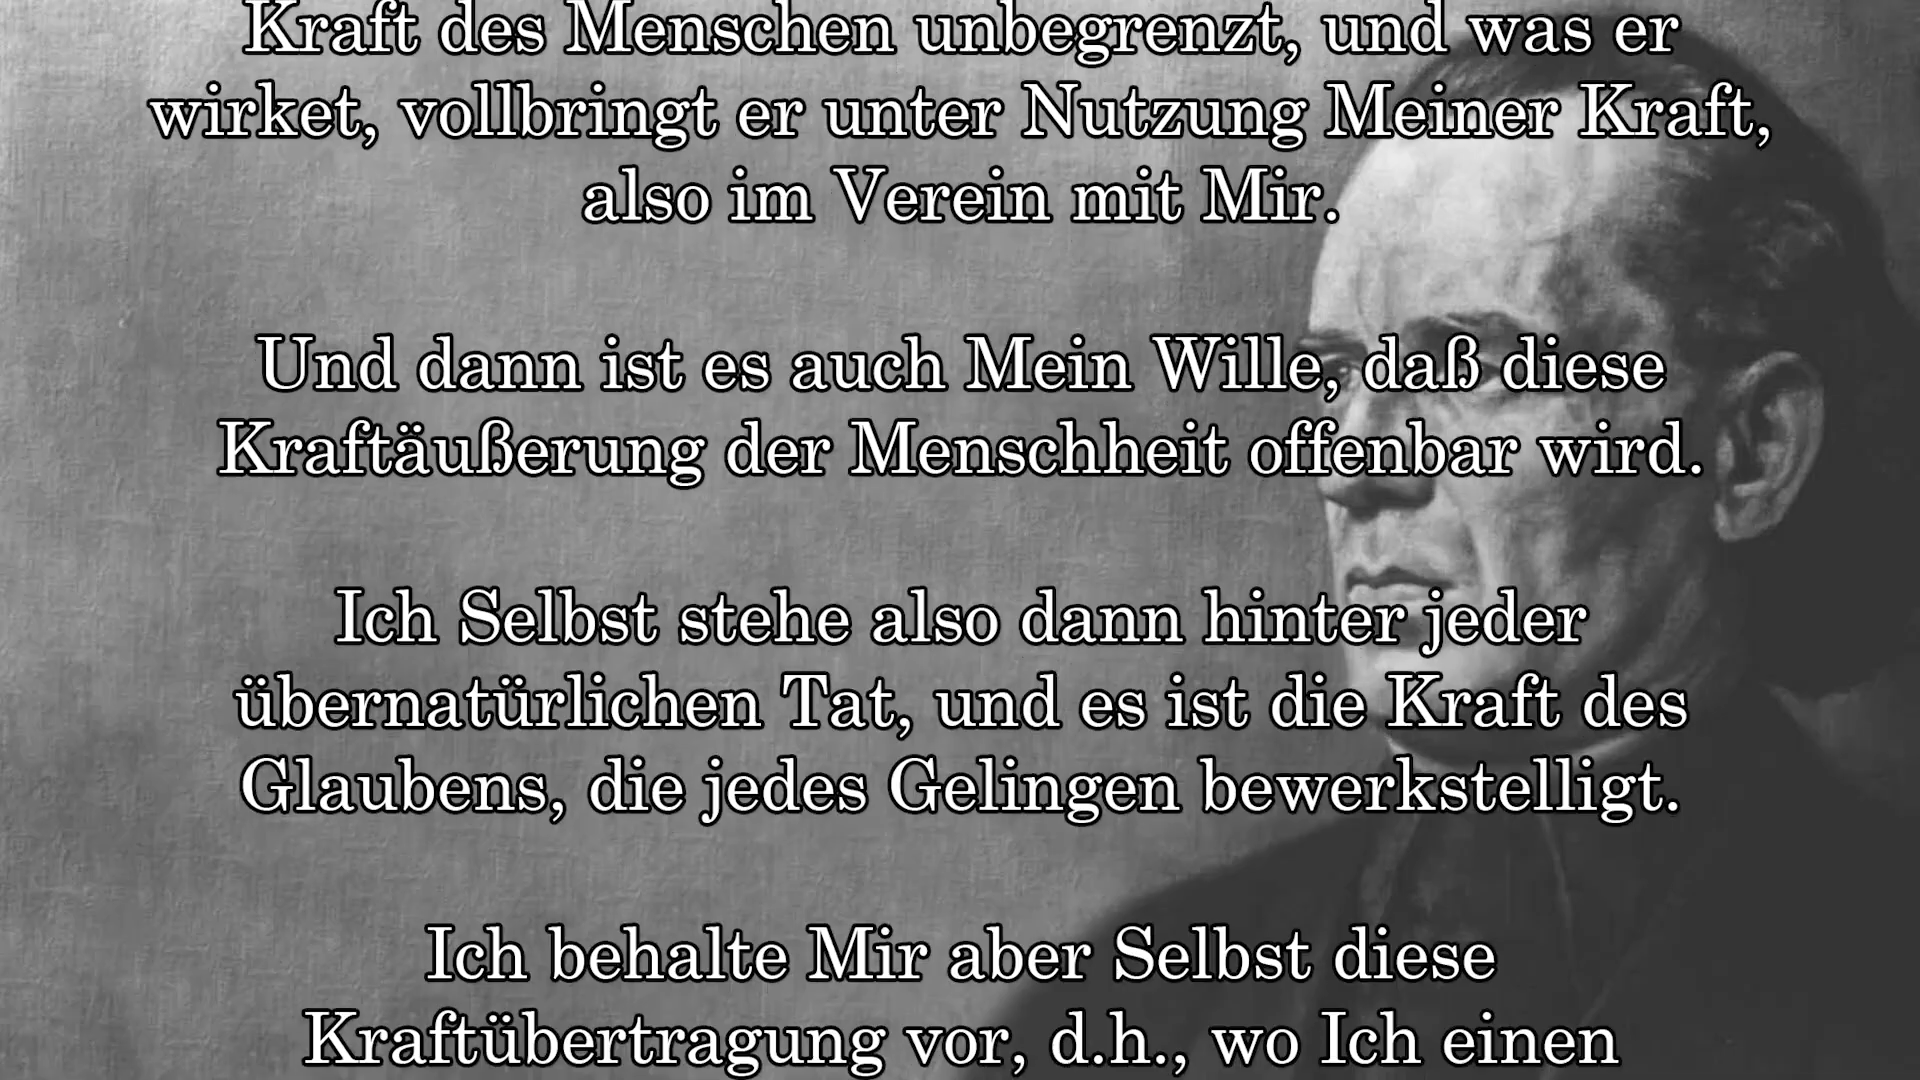 Kraft des Menschen unbegrenzt, und was er
wirket, vollbringt er unter Nutzung Meiner Kraft,
also im Verein mit Mir.
Und dann ist es auch Mein Wille, daß diese
Kraftäußerung der Menschheit offenbar wird.
Ich Selbst stehe also dann hinter jeder
übernatürlichen Tat, und es ist die Kraft des
Glaubens, die jedes Gelingen bewerkstelligt.
Ich behalte Mir aber Selbst diese
Kraftübertragung vor, d.h., wo Ich einen